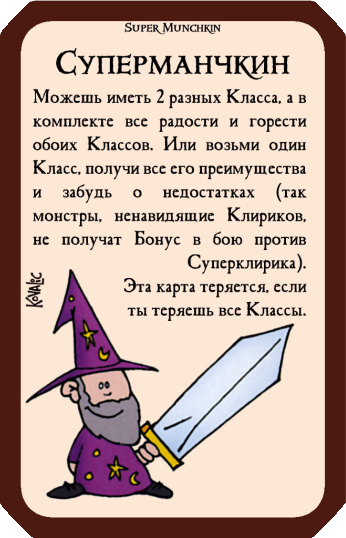 Super Munchkin
Суперманчкин
Можешь иметь 2 разных Класса, а в
комплекте все радости и горести
обоих Классов. Или возьми один
Класс, получи все его преимущества
и забудь о недостатках (так
монстры, ненавидящие Клириков,
не получат Бонус в бою против
Суперклирика).
Эта карта теряется, если
ты теряешь все Классы.
Kovalic